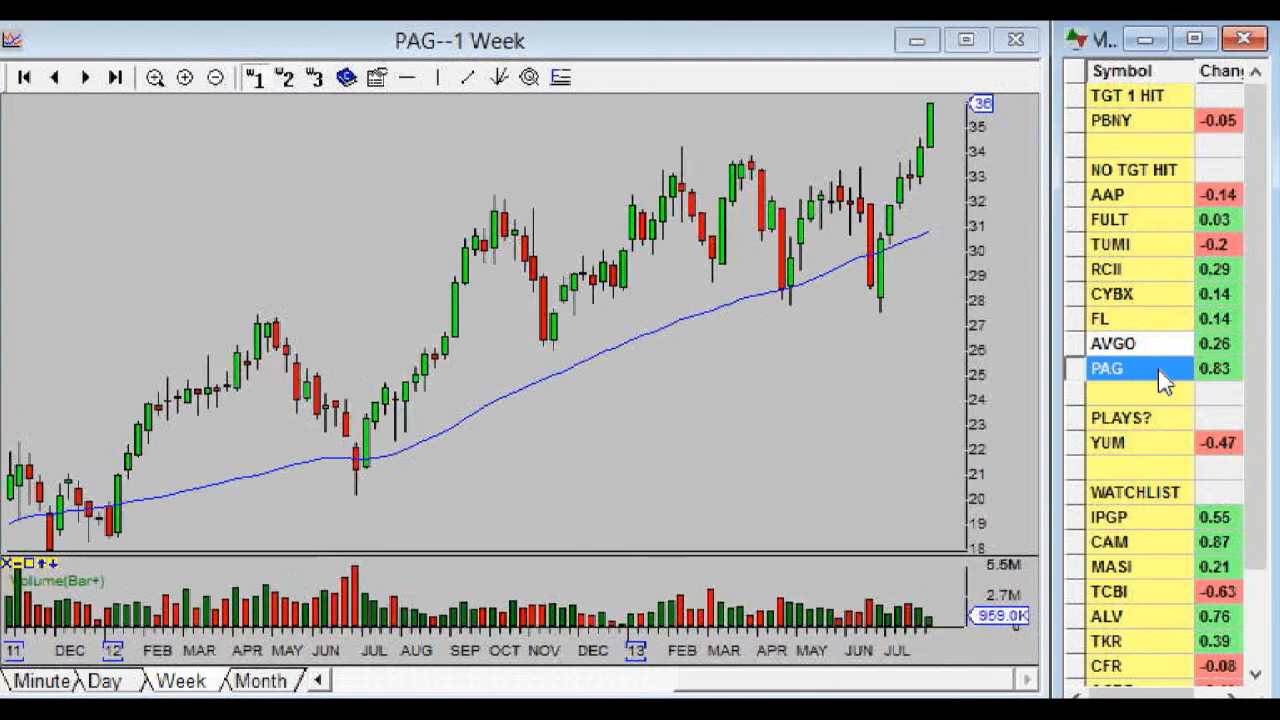 PAG--1 Week
M..
W1 W2 W3
36
35
34
33
32
31
30
29
28
27
26
25
24
23
22
21
20
19
18
Volume(Bar+)
5.5M
2.7M
959.0K
0
11 DEC 12 FEB MAR APR MAY JUN JUL AUG SEP OCT NOV DEC 13 FEB MAR APR MAY JUN JUL
Minute Day Week Month
Symbol Chang
TGT 1 HIT
PBNY -0.05
NO TGT HIT
AAP -0.14
FULT 0.03
TUMI -0.2
RCII 0.29
CYBX 0.14
FL 0.14
AVGO 0.26
PAG 0.83
PLAYS?
YUM -0.47
WATCHLIST
IPGP 0.55
CAM 0.87
MASI 0.21
TCBI -0.63
ALV 0.76
TKR 0.39
CFR -0.08